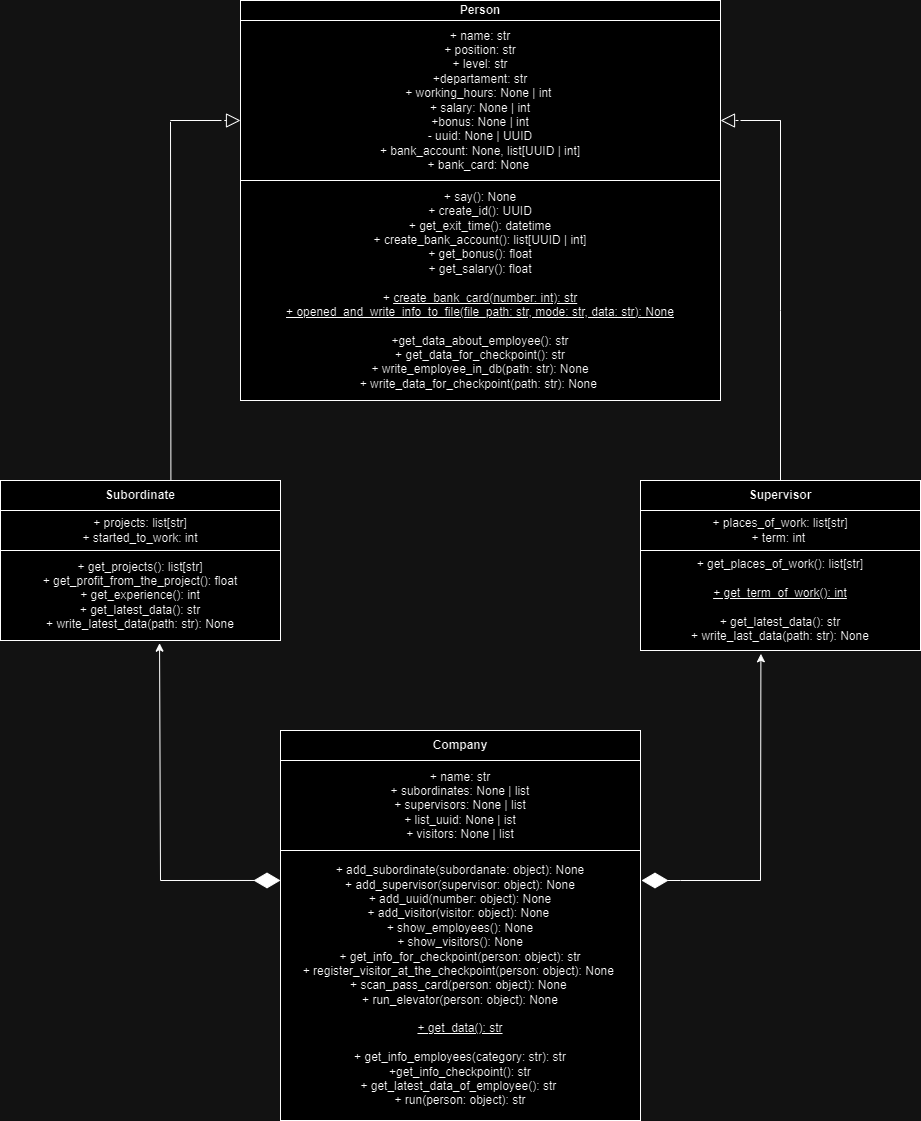 Person
+ name: str
+ position: str
+ level: str
+departament: str
+ working_hours: None | int
+ salary: None | int
+bonus: None | int
- uuid: None | UUID
+ bank_account: None, list[UUID | int]
+ bank_card: None
+ say(): None
+ create_id(): UUID
+ get_exit_time(): datetime
+ create_bank_account(): list[UUID | int]
+ get_bonus(): float
+ get_salary(): float
+ create_bank_card(number: int): str
+ opened_and_write_info_to_file(file_path: str, mode: str, data: str): None
+get_data_about_employee(): str
+ get_data_for_checkpoint(): str
+ write_employee_in_db(path: str): None
+ write_data_for_checkpoint(path: str): None
Subordinate
+ projects: list[str]
+ started_to_work: int
+ get_projects(): list[str]
+ get_profit_from_the_project(): float
+ get_experience(): int
+ get_latest_data(): str
+ write_latest_data(path: str): None
Supervisor
+ places_of_work: list[str]
+ term: int
+ get_places_of_work(): list[str]
+ get_term_of_work(): int
+ get_latest_data(): str
+ write_last_data(path: str): None
Company
+ name: str
+ subordinates: None | list
+ supervisors: None | list
+ list_uuid: None | ist
+ visitors: None | list
+ add_subordinate(subordanate: object): None
+ add_supervisor(supervisor: object): None
+ add_uuid(number: object): None
+ add_visitor(visitor: object): None
+ show_employees(): None
+ show_visitors(): None
+ get_info_for_checkpoint(person: object): str
+ register_visitor_at_the_checkpoint(person: object): None
+ scan_pass_card(person: object): None
+ run_elevator(person: object): None
+ get_data(): str
+ get_info_employees(category: str): str
+get_info_checkpoint(): str
+ get_latest_data_of_employee(): str
+ run(person: object): str